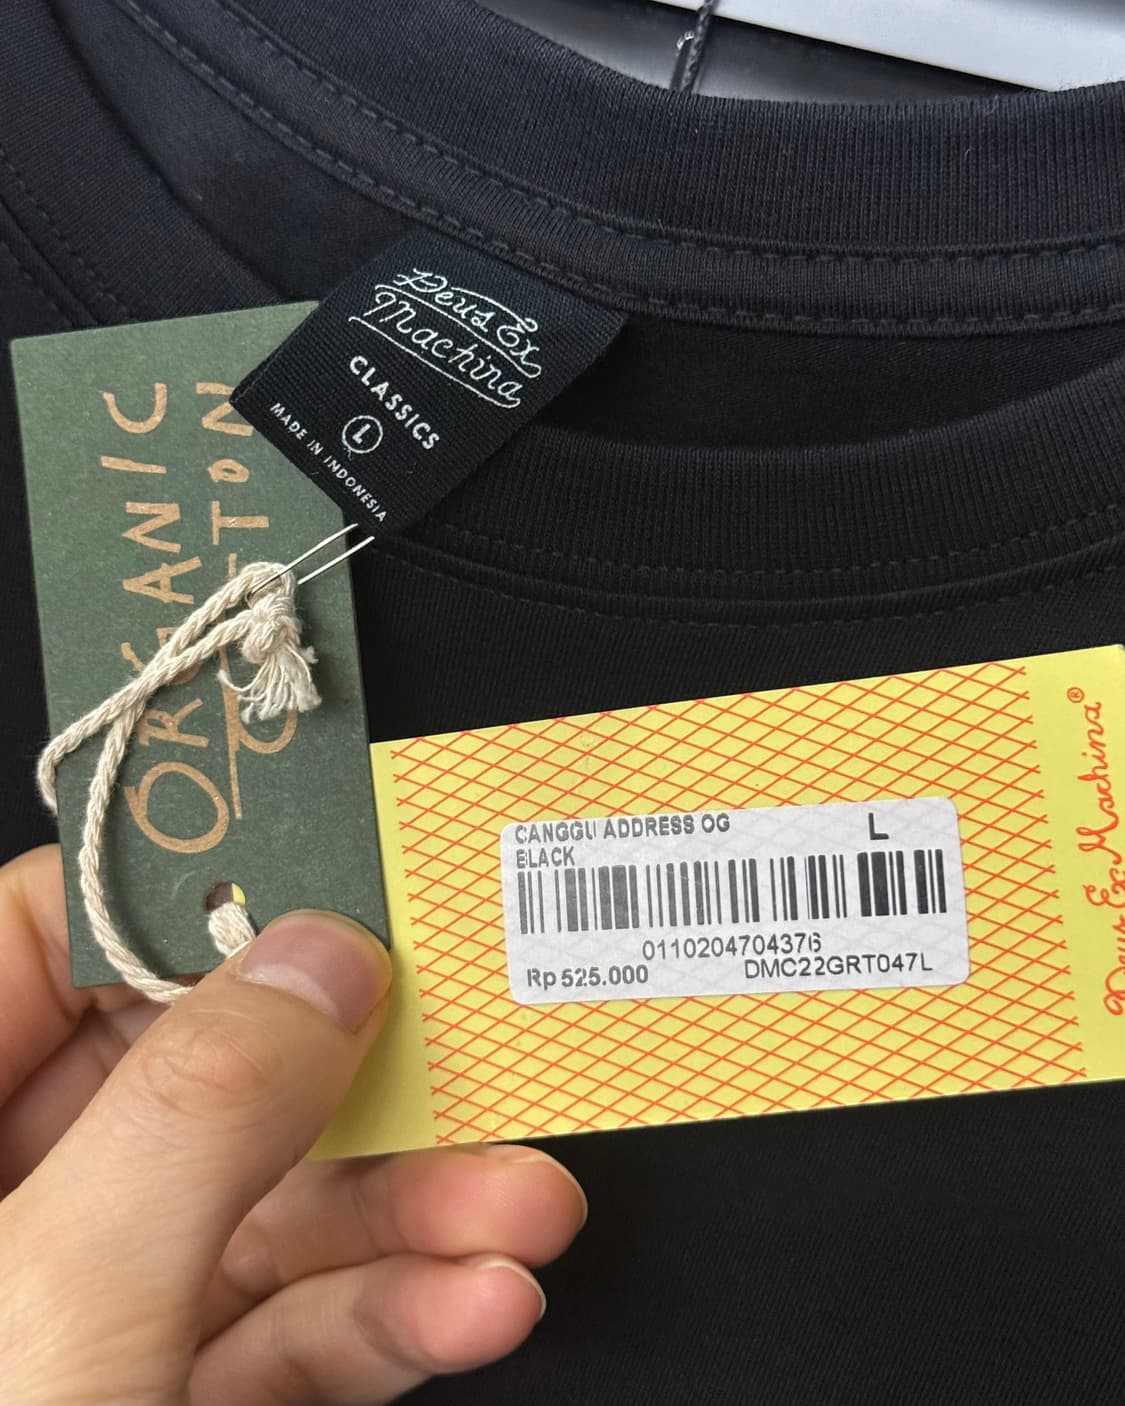 Deus Ex
Machina
CLASSICS
L
MADE IN INDONESIA
ORGANIC
CANGGU ADDRESS OG
L
BLACK
0110204704376
Rp 525.000
DMC22GRT047L
Deus Ex Machina®